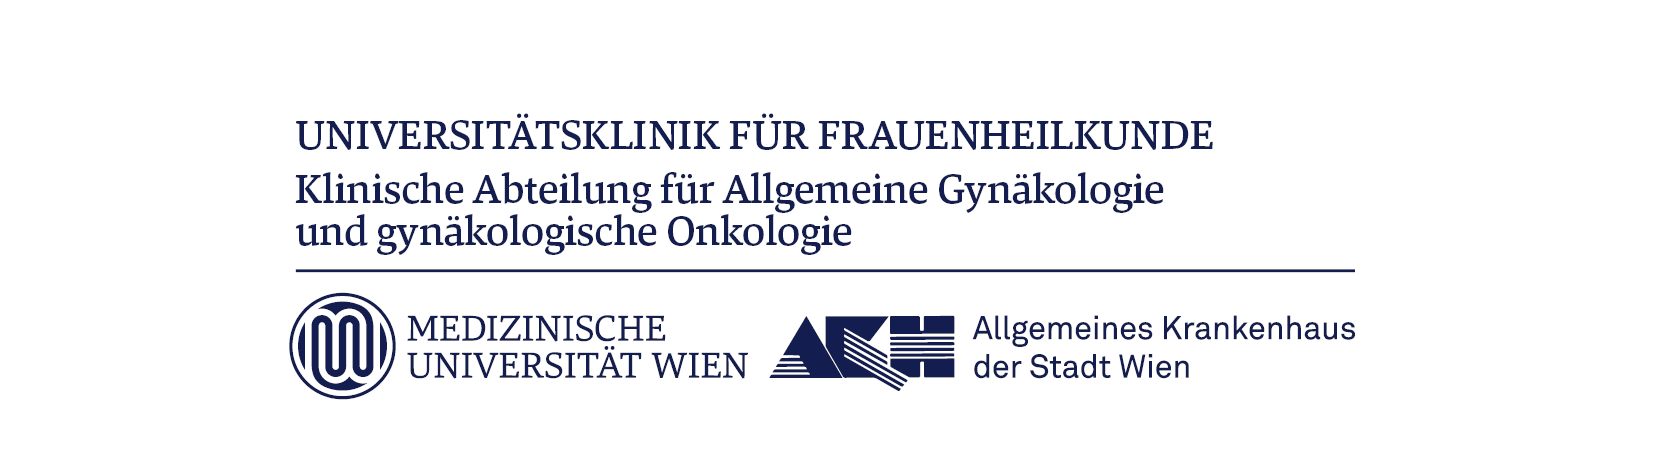 UNIVERSITÄTSKLINIK FÜR FRAUENHEILKUNDE
Klinische Abteilung für Allgemeine Gynäkologie
und gynäkologische Onkologie
MEDIZINISCHE
UNIVERSITÄT WIEN
AKH
Allgemeines Krankenhaus
der Stadt Wien